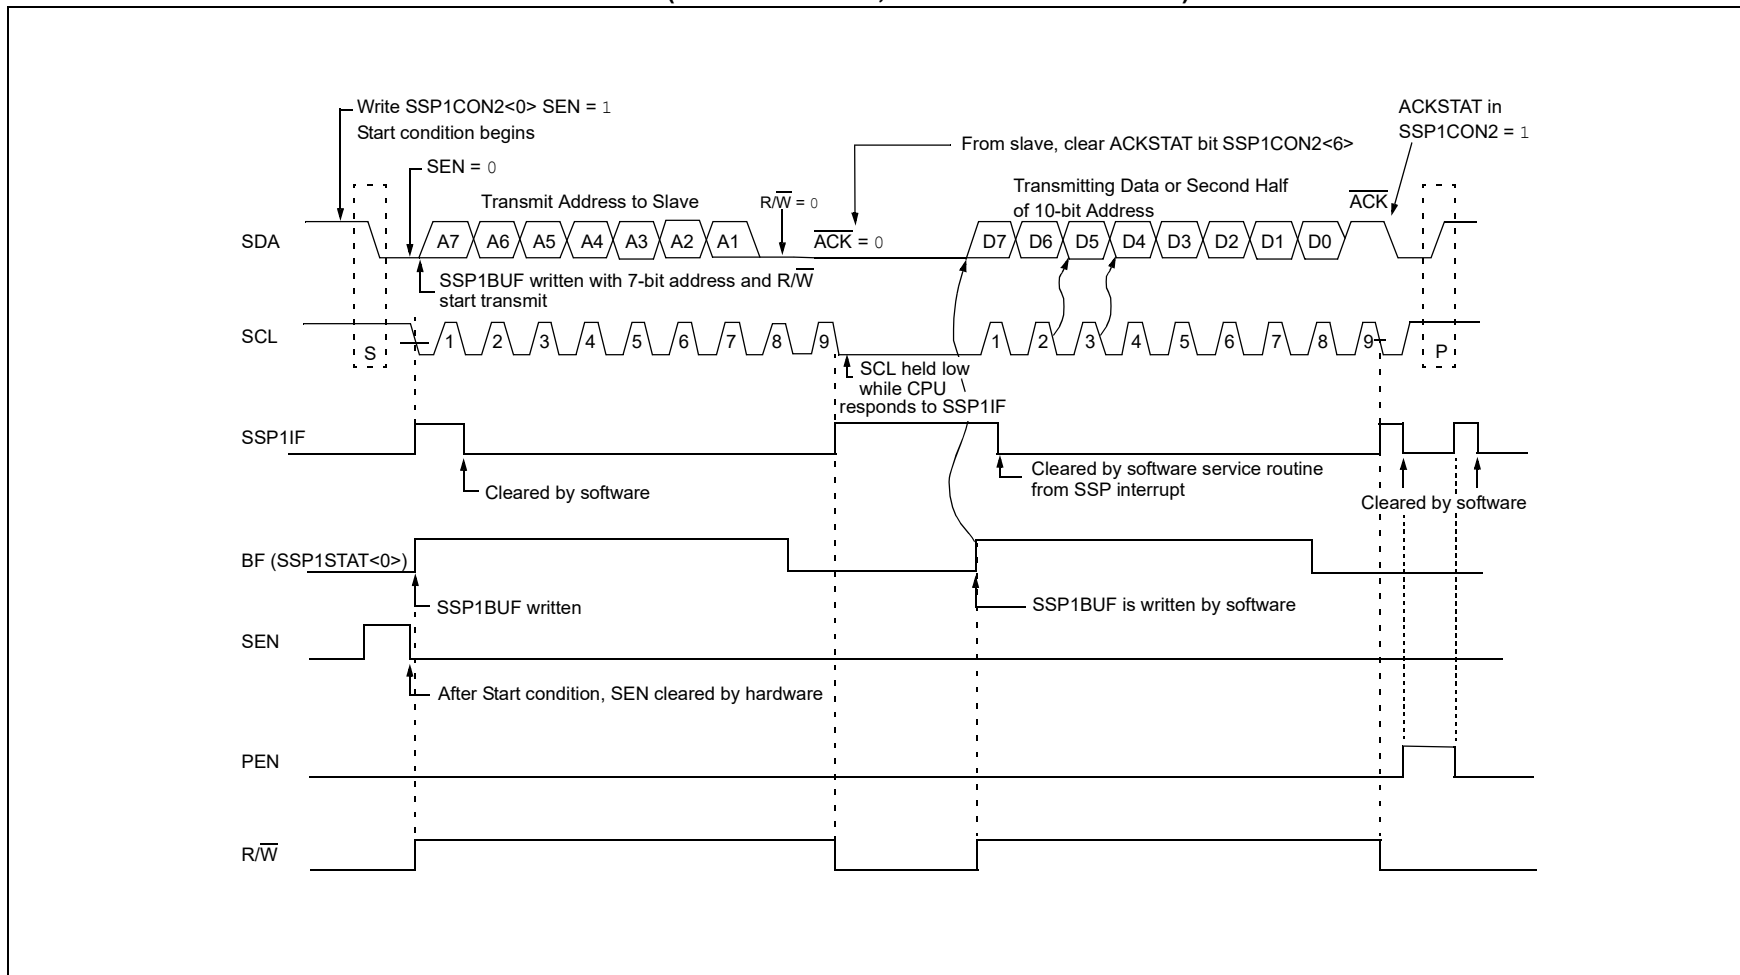 Write SSP1CON2<0> SEN = 1
Start condition begins
ACKSTAT in
SSP1CON2 = 1
From slave, clear ACKSTAT bit SSP1CON2<6>
SEN = 0
Transmit Address to Slave
R/W̅ = 0
Transmitting Data or Second Half
of 10-bit Address
A̅C̅K̅
SDA
A7 A6 A5 A4 A3 A2 A1
A̅C̅K̅ = 0
D7 D6 D5 D4 D3 D2 D1 D0
SSP1BUF written with 7-bit address and R/W̅
start transmit
SCL
S
1 2 3 4 5 6 7 8 9
1 2 3 4 5 6 7 8 9
P
SCL held low
while CPU
responds to SSP1IF
SSP1IF
Cleared by software
Cleared by software service routine
from SSP interrupt
Cleared by software
BF (SSP1STAT<0>)
SSP1BUF written
SSP1BUF is written by software
SEN
After Start condition, SEN cleared by hardware
PEN
R/W̅